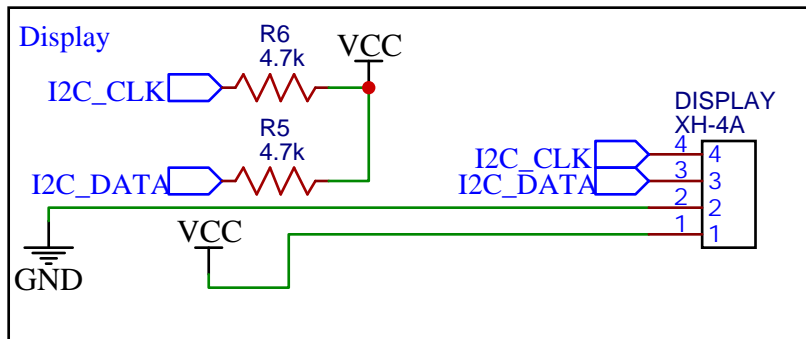 Display
R6
4.7k
VCC
I2C_CLK
R5
4.7k
I2C_DATA
DISPLAY
XH-4A
I2C_CLK
4
4
I2C_DATA
3
3
2
2
1
1
VCC
GND